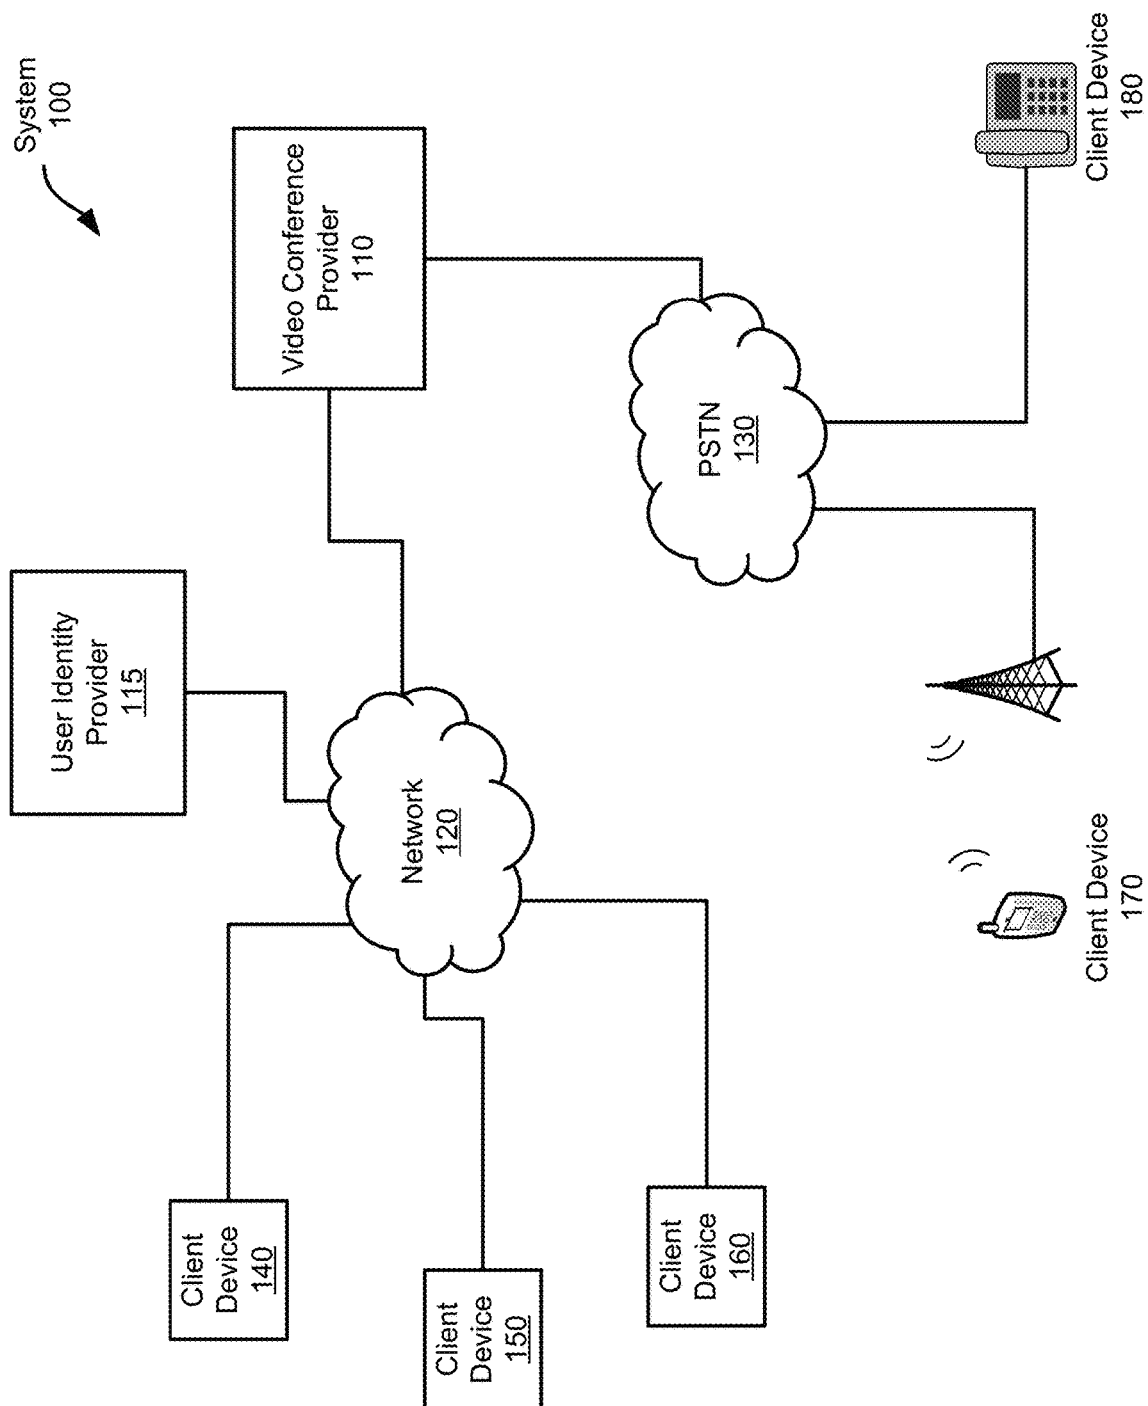 System
100
User Identity
Provider
115
Video Conference
Provider
110
Client
Device
140
Network
120
Client
Device
150
PSTN
130
Client
Device
160
Client Device
170
Client Device
180